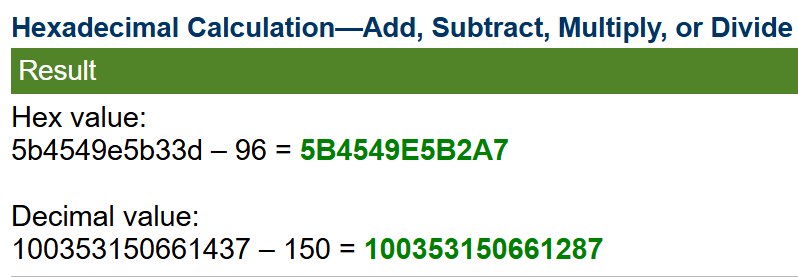 Hexadecimal Calculation—Add, Subtract, Multiply, or Divide
Result
Hex value:
5b4549e5b33d – 96 = 5B4549E5B2A7
Decimal value:
100353150661437 – 150 = 100353150661287